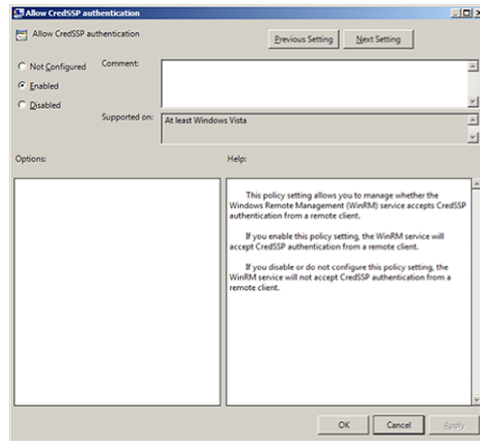 Allow CredSSP authentication
Allow CredSSP authentication
Previous Setting
Next Setting
Not Configured
Comment:
Enabled
Disabled
Supported on:
At least Windows Vista
Options:
Help:
This policy setting allows you to manage whether the
Windows Remote Management (WinRM) service accepts CredSSP
authentication from a remote client.
If you enable this policy setting, the WinRM service will
accept CredSSP authentication from a remote client.
If you disable or do not configure this policy setting, the
WinRM service will not accept CredSSP authentication from a
remote client.
OK
Cancel
Apply